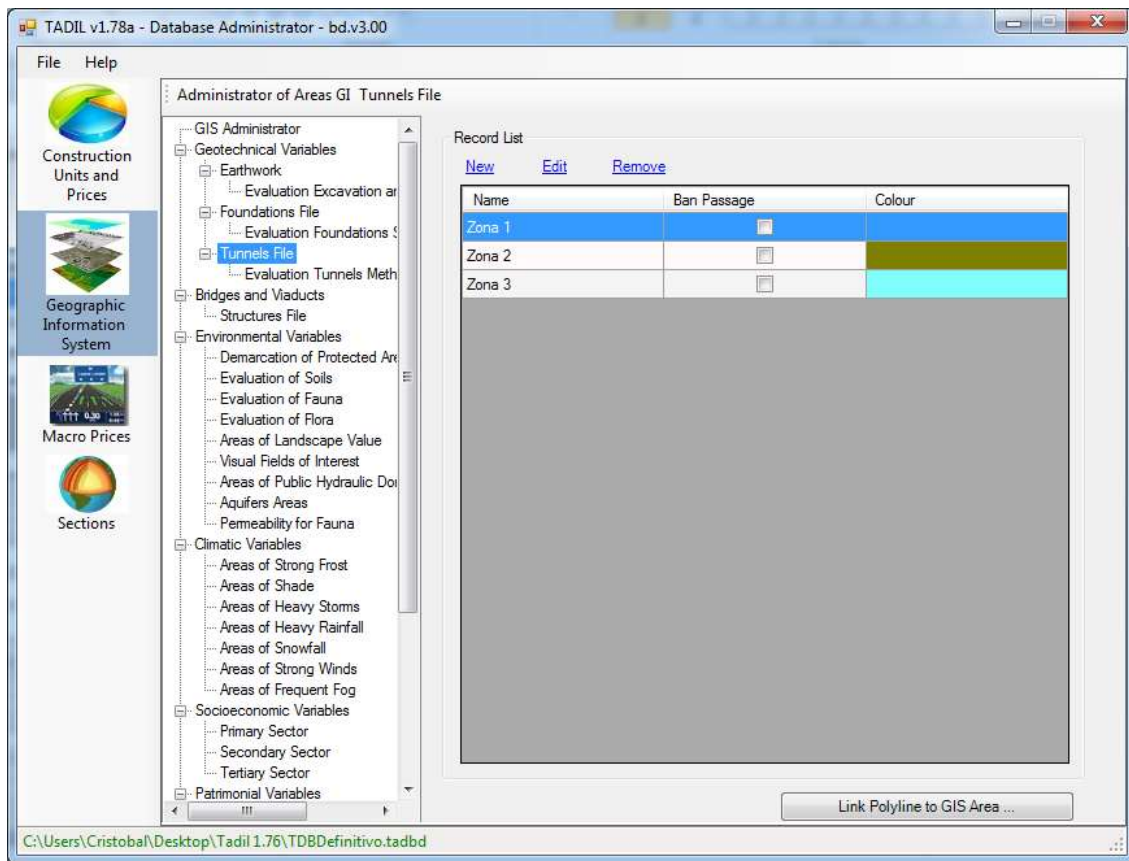 TADIL v1.78a - Database Administrator - bd.v3.00
File Help
Construction
Units and
Prices
Geographic
Information
System
Macro Prices
Sections
Administrator of Areas GI Tunnels File
GIS Administrator
Geotechnical Variables
Earthwork
Evaluation Excavation ar
Foundations File
Evaluation Foundations S
Tunnels File
Evaluation Tunnels Meth
Bridges and Viaducts
Structures File
Environmental Variables
Demarcation of Protected Are
Evaluation of Soils
Evaluation of Fauna
Evaluation of Flora
Areas of Landscape Value
Visual Fields of Interest
Areas of Public Hydraulic Dor
Aquifers Areas
Permeability for Fauna
Climatic Variables
Areas of Strong Frost
Areas of Shade
Areas of Heavy Storms
Areas of Heavy Rainfall
Areas of Snowfall
Areas of Strong Winds
Areas of Frequent Fog
Socioeconomic Variables
Primary Sector
Secondary Sector
Tertiary Sector
Patrimonial Variables
Record List
New Edit Remove
Name Ban Passage Colour
Zona 1
Zona 2
Zona 3
Link Polyline to GIS Area ...
C:\Users\Cristobal\Desktop\Tadil 1.76\TDBDefinitivo.tadbd